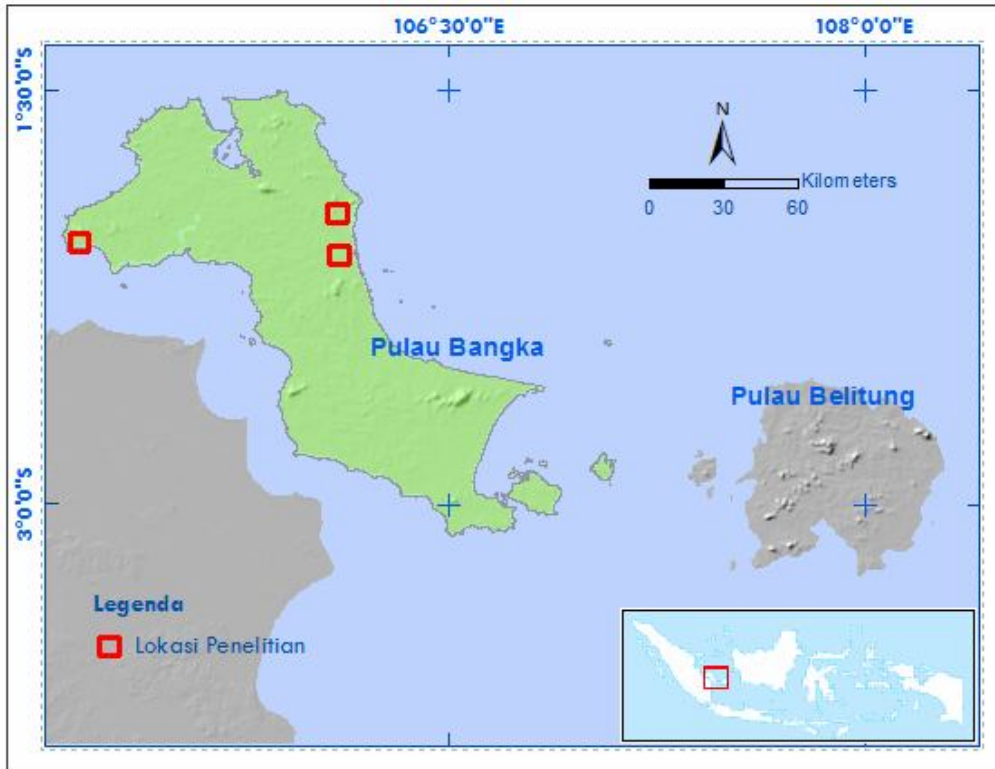 106°30'0"E 108°0'0"E
1°30'0"S
N
Kilometers
0 30 60
Pulau Bangka
Pulau Belitung
3°0'0"S
Legenda
Lokasi Penelitian